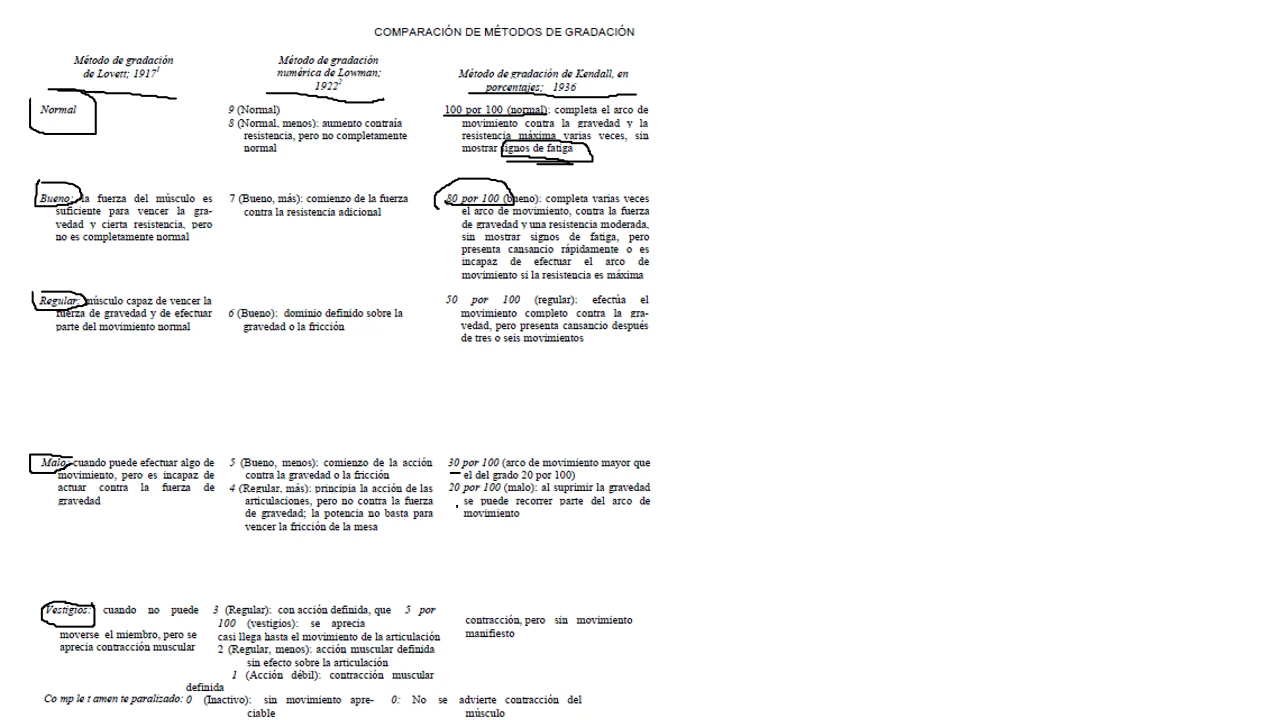 COMPARACIÓN DE MÉTODOS DE GRADACIÓN
Método de gradación
de Lovett; 1917¹
Método de gradación
numérica de Lowman;
1922²
Método de gradación de Kendall, en
porcentajes; 1936
Normal
9 (Normal)
8 (Normal, menos): aumento contraía
resistencia, pero no completamente
normal
100 por 100 (normal): completa el arco de
movimiento contra la gravedad y la
resistencia máxima varias veces, sin
mostrar signos de fatiga
Bueno: la fuerza del músculo es
suficiente para vencer la gra-
vedad y cierta resistencia, pero
no es completamente normal
7 (Bueno, más): comienzo de la fuerza
contra la resistencia adicional
80 por 100 (bueno): completa varias veces
el arco de movimiento, contra la fuerza
de gravedad y una resistencia moderada,
sin mostrar signos de fatiga, pero
presenta cansancio rápidamente o es
incapaz de efectuar el arco de
movimiento si la resistencia es máxima
Regular: músculo capaz de vencer la
fuerza de gravedad y de efectuar
parte del movimiento normal
6 (Bueno): dominio definido sobre la
gravedad o la fricción
50 por 100 (regular): efectúa el
movimiento completo contra la gra-
vedad, pero presenta cansancio después
de tres o seis movimientos
Malo: cuando puede efectuar algo de
movimiento, pero es incapaz de
actuar contra la fuerza de
gravedad
5 (Bueno, menos): comienzo de la acción
contra la gravedad o la fricción
4 (Regular, más): principia la acción de las
articulaciones, pero no contra la fuerza
de gravedad; la potencia no basta para
vencer la fricción de la mesa
30 por 100 (arco de movimiento mayor que
el del grado 20 por 100)
20 por 100 (malo): al suprimir la gravedad
se puede recorrer parte del arco de
movimiento
Vestigios: cuando no puede
moverse el miembro, pero se
aprecia contracción muscular
3 (Regular): con acción definida, que 5 por
100 (vestigios): se aprecia
casi llega hasta el movimiento de la articulación
2 (Regular, menos): acción muscular definida
sin efecto sobre la articulación
1 (Acción débil): contracción muscular
definida
contracción, pero sin movimiento
manifiesto
Co mp le t amen te paralizado: 0 (Inactivo): sin movimiento apre-
ciable
0: No se advierte contracción del
músculo